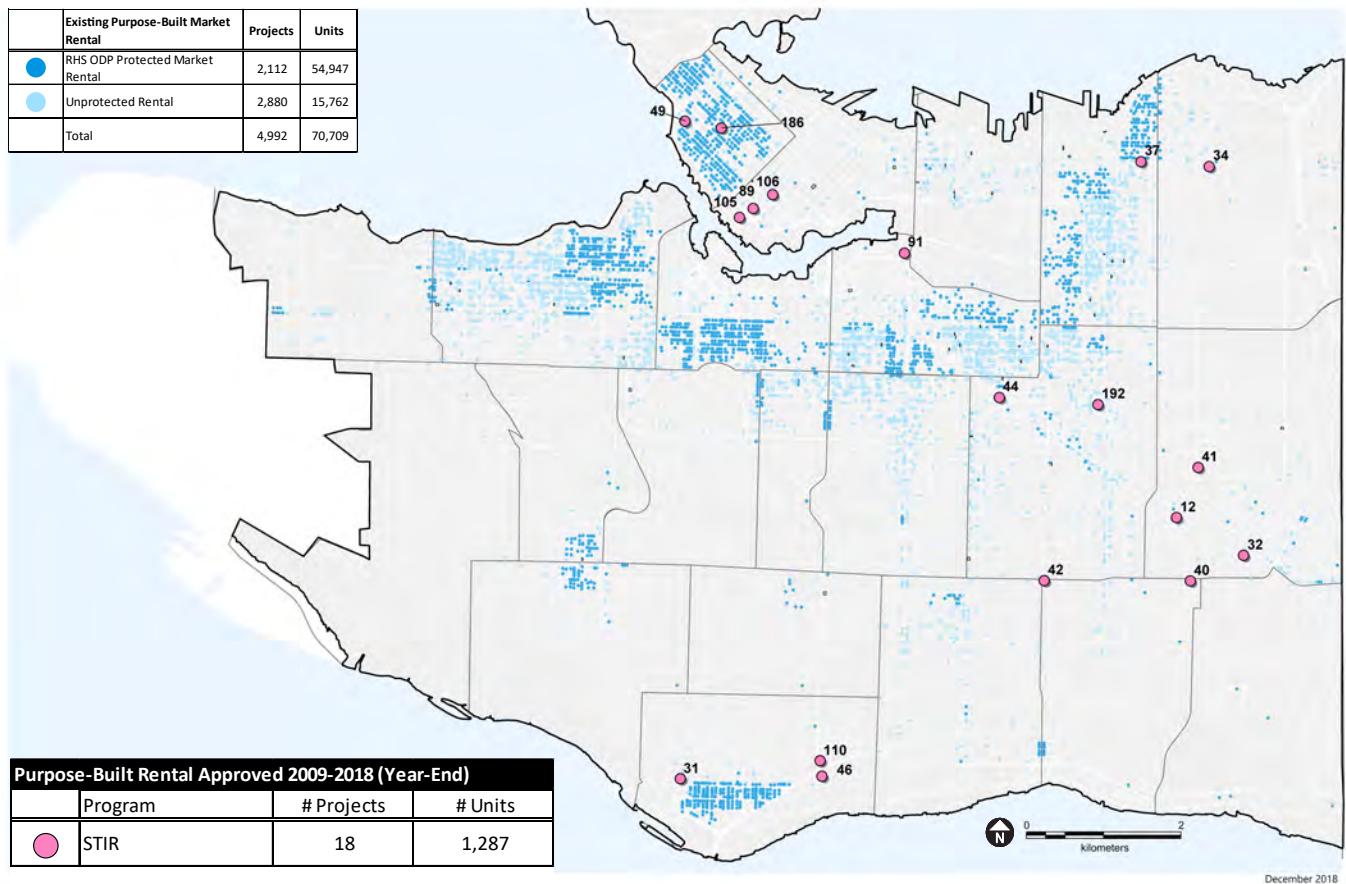 Existing Purpose-Built Market Rental Projects Units
RHS ODP Protected Market Rental 2,112 54,947
Unprotected Rental 2,880 15,762
Total 4,992 70,709
49
186
37
34
106
89
105
91
44
192
41
12
32
42
40
110
46
31
Purpose-Built Rental Approved 2009-2018 (Year-End)
Program # Projects # Units
STIR 18 1,287
N
0 2
kilometers
December 2018